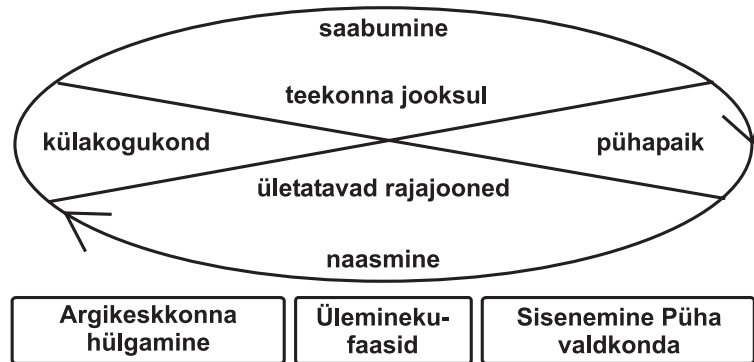 saabumine
teekonna jooksul
külakogukond
pühapaik
ületatavad rajajooned
naasmine
Argikeskkonna
hülgamine
Ülemineku-
faasid
Sisenemine Püha
valdkonda